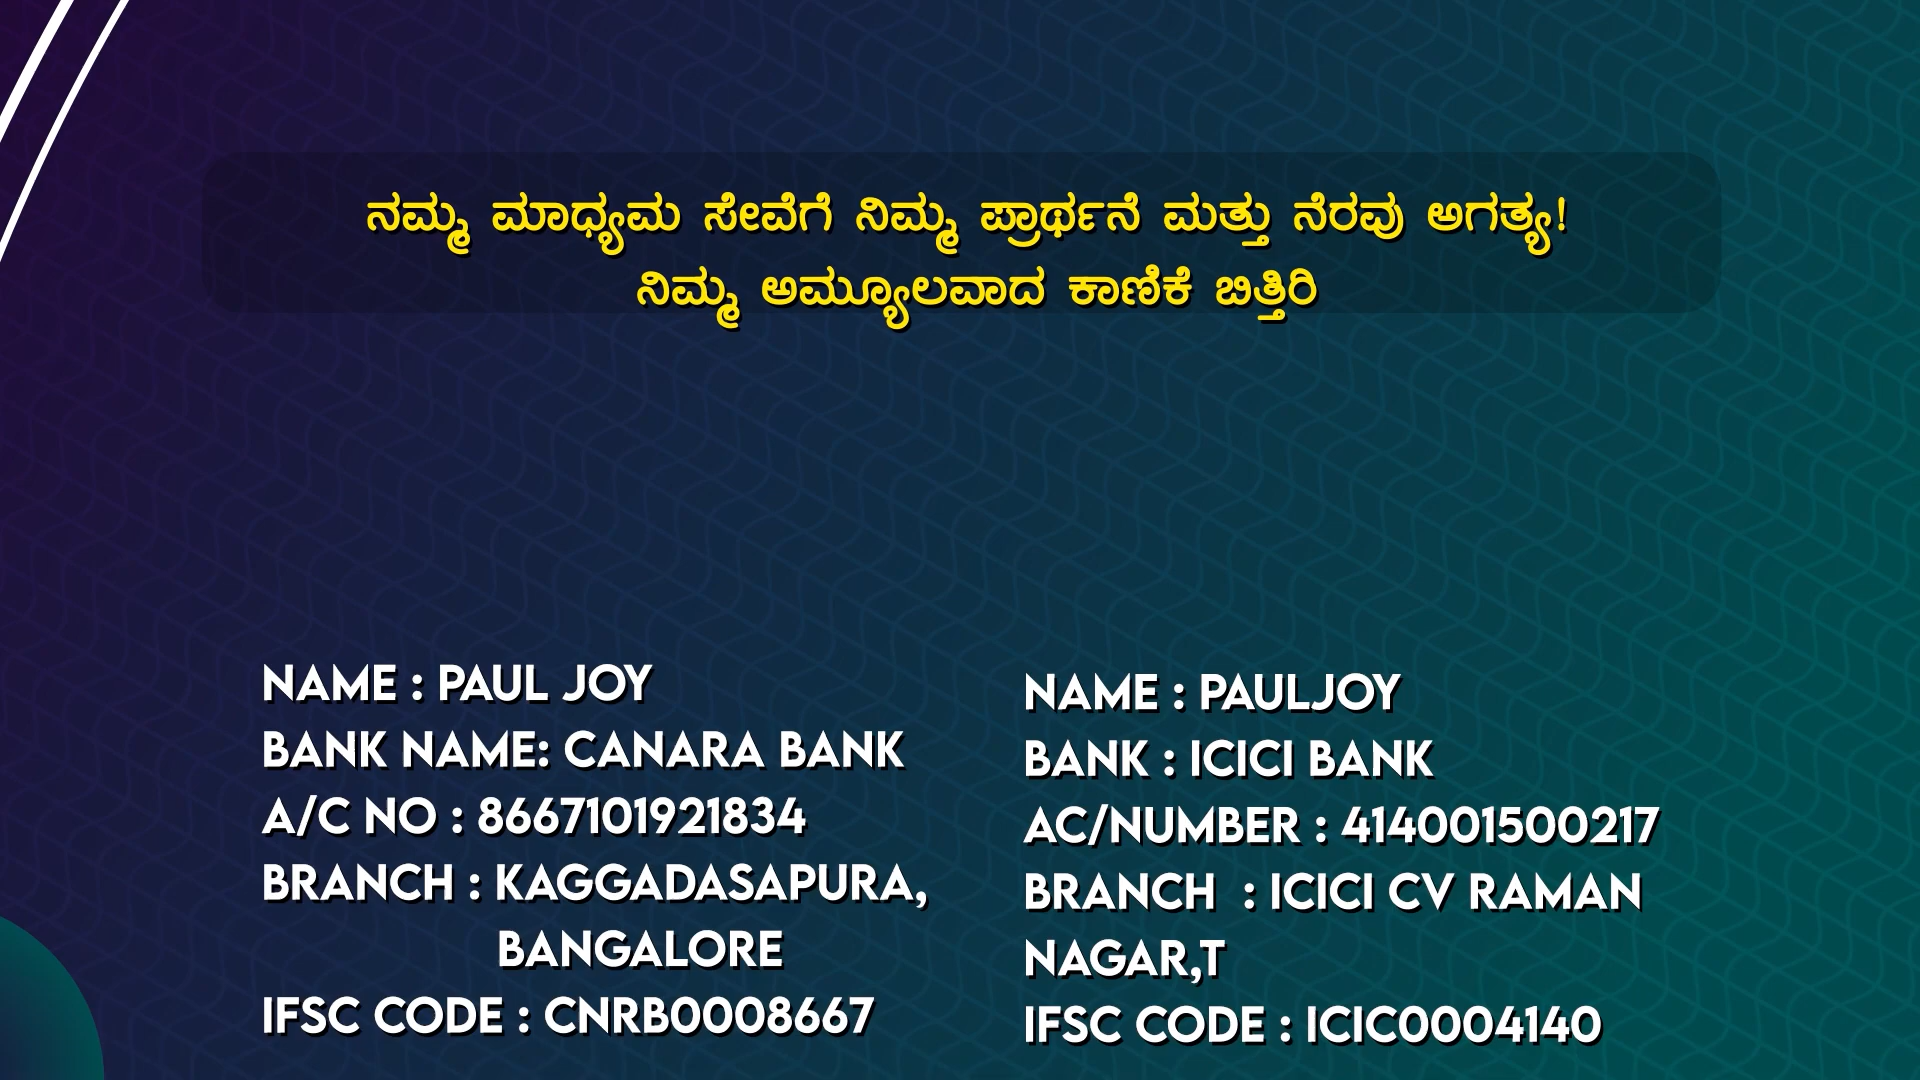 ನಮ್ಮ ಮಾಧ್ಯಮ ಸೇವೆಗೆ ನಿಮ್ಮ ಪ್ರಾರ್ಥನೆ ಮತ್ತು ನೆರವು ಅಗತ್ಯ!
ನಿಮ್ಮ ಅಮ್ಯೂಲವಾದ ಕಾಣಿಕೆ ಬಿತ್ತಿರಿ
NAME : PAUL JOY
BANK NAME: CANARA BANK
A/C NO : 8667101921834
BRANCH : KAGGADASAPURA,
BANGALORE
IFSC CODE : CNRB0008667
NAME : PAULJOY
BANK : ICICI BANK
AC/NUMBER : 414001500217
BRANCH : ICICI CV RAMAN
NAGAR,T
IFSC CODE : ICIC0004140